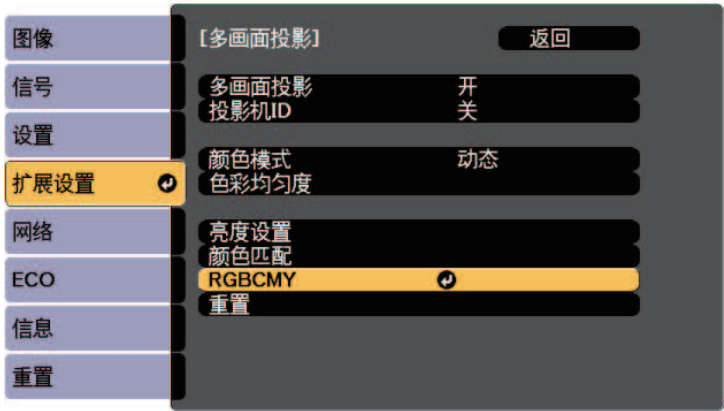 图像
信号
设置
扩展设置
网络
ECO
信息
重置
[多画面投影] 返回
多画面投影 开
投影机ID 关
颜色模式 动态
色彩均匀度
亮度设置
颜色匹配
RGBCMY
重置